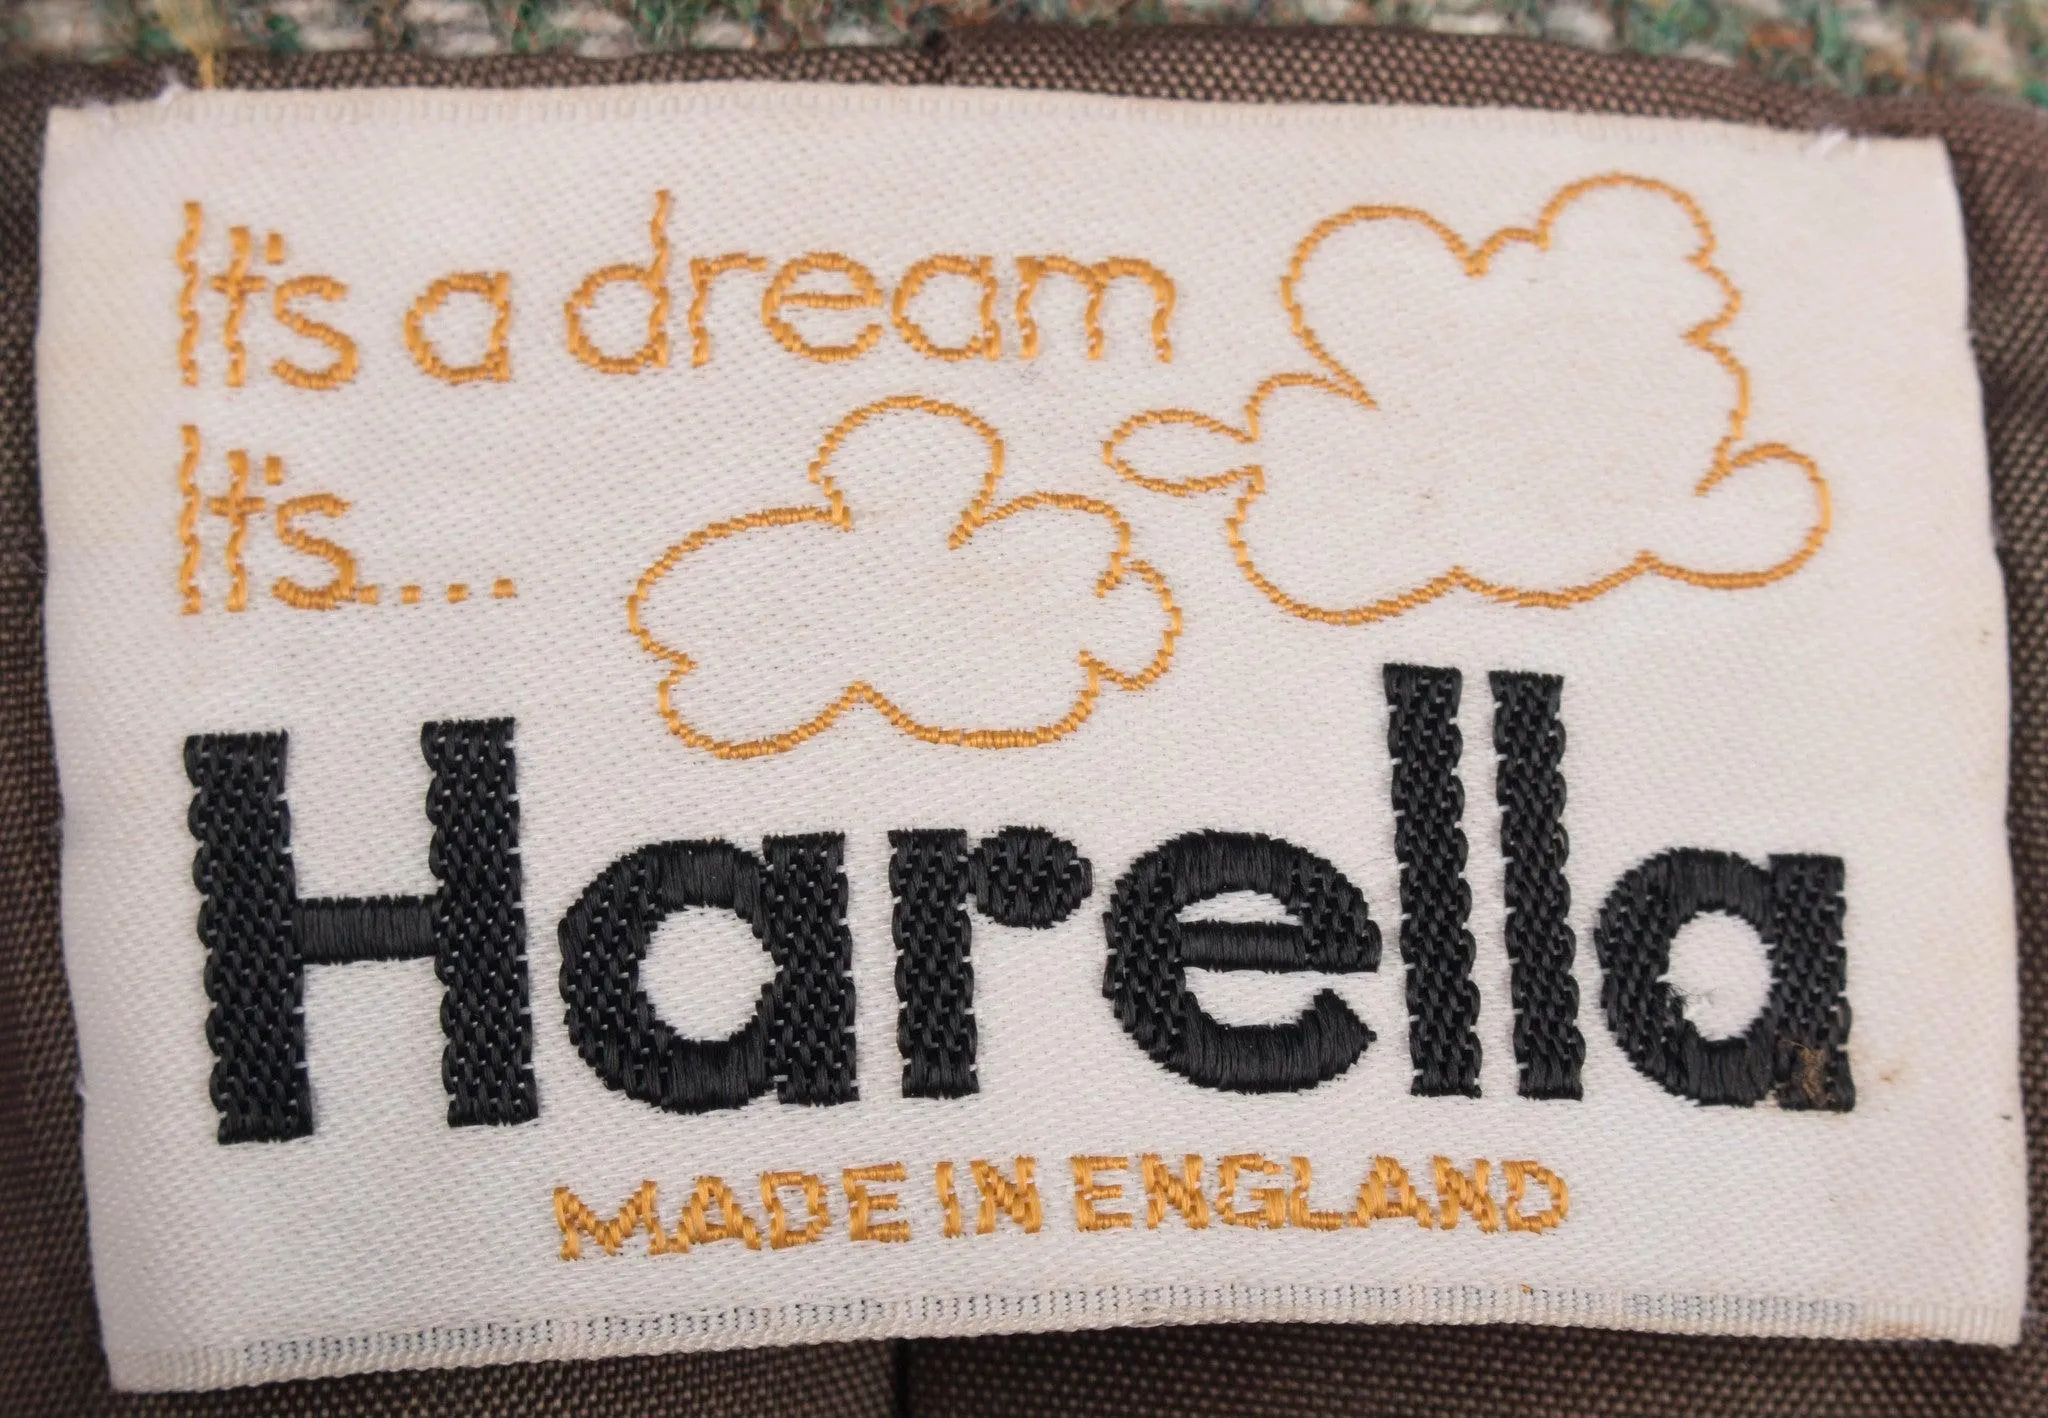 It's a dream
It's....
Harella
MADE IN ENGLAND